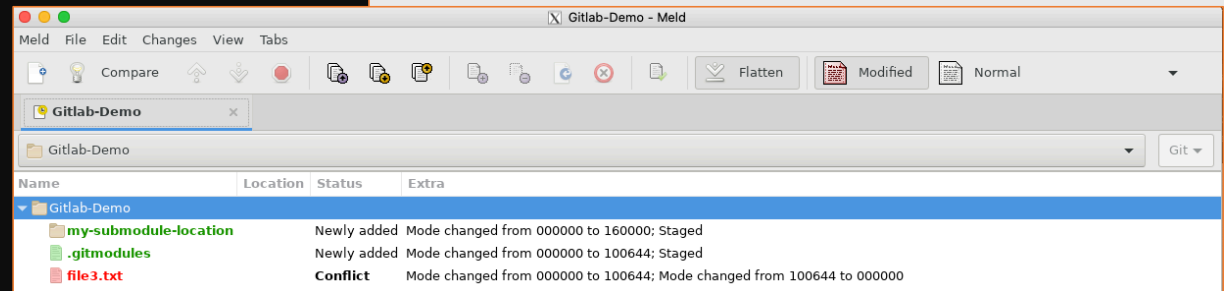 Gitlab-Demo - Meld
Meld File Edit Changes View Tabs
Compare Flatten Modified Normal
Gitlab-Demo
Gitlab-Demo Git
Name Location Status Extra
Gitlab-Demo
my-submodule-location Newly added Mode changed from 000000 to 160000; Staged
.gitmodules Newly added Mode changed from 000000 to 100644; Staged
file3.txt Conflict Mode changed from 000000 to 100644; Mode changed from 100644 to 000000